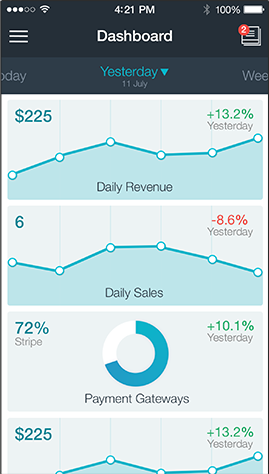 4:21 PM 100%
Dashboard
2
oday Yesterday ▼ Wee
11 July
$225 +13.2%
Yesterday
Daily Revenue
6 -8.6%
Yesterday
Daily Sales
72% +10.1%
Stripe Yesterday
Payment Gateways
$225 +13.2%
Yesterday